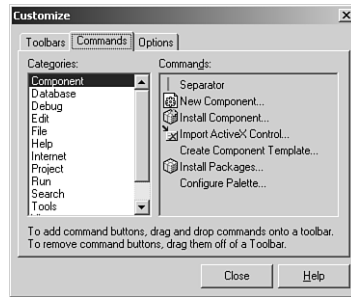 Customize
Toolbars Commands Options
Categories:
Component
Database
Debug
Edit
File
Help
Internet
Project
Run
Search
Tools
Commands:
Separator
New Component...
Install Component...
Import ActiveX Control...
Create Component Template...
Install Packages...
Configure Palette...
To add command buttons, drag and drop commands onto a toolbar.
To remove command buttons, drag them off of a Toolbar.
Close Help